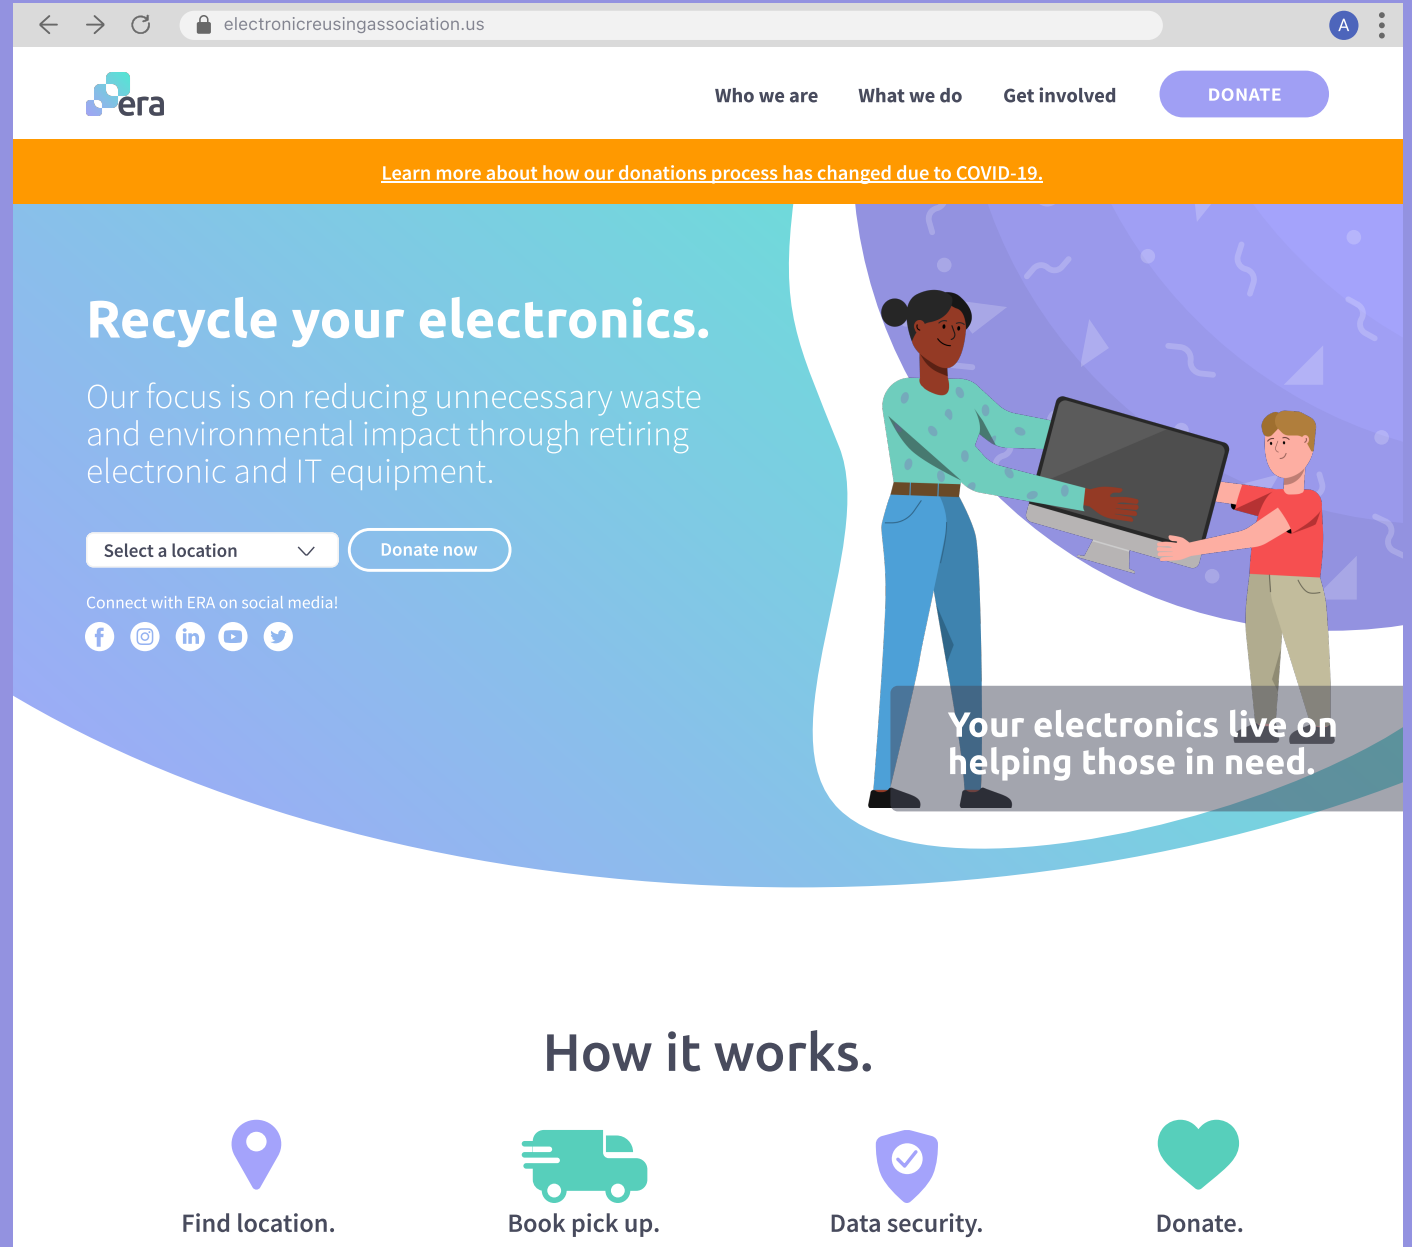 electronicreusingassociation.us
A
era
Who we are
What we do
Get involved
DONATE
Learn more about how our donations process has changed due to COVID-19.
Recycle your electronics.
Our focus is on reducing unnecessary waste
and environmental impact through retiring
electronic and IT equipment.
Select a location
Donate now
Connect with ERA on social media!
Your electronics live on
helping those in need.
How it works.
Find location.
Book pick up.
Data security.
Donate.